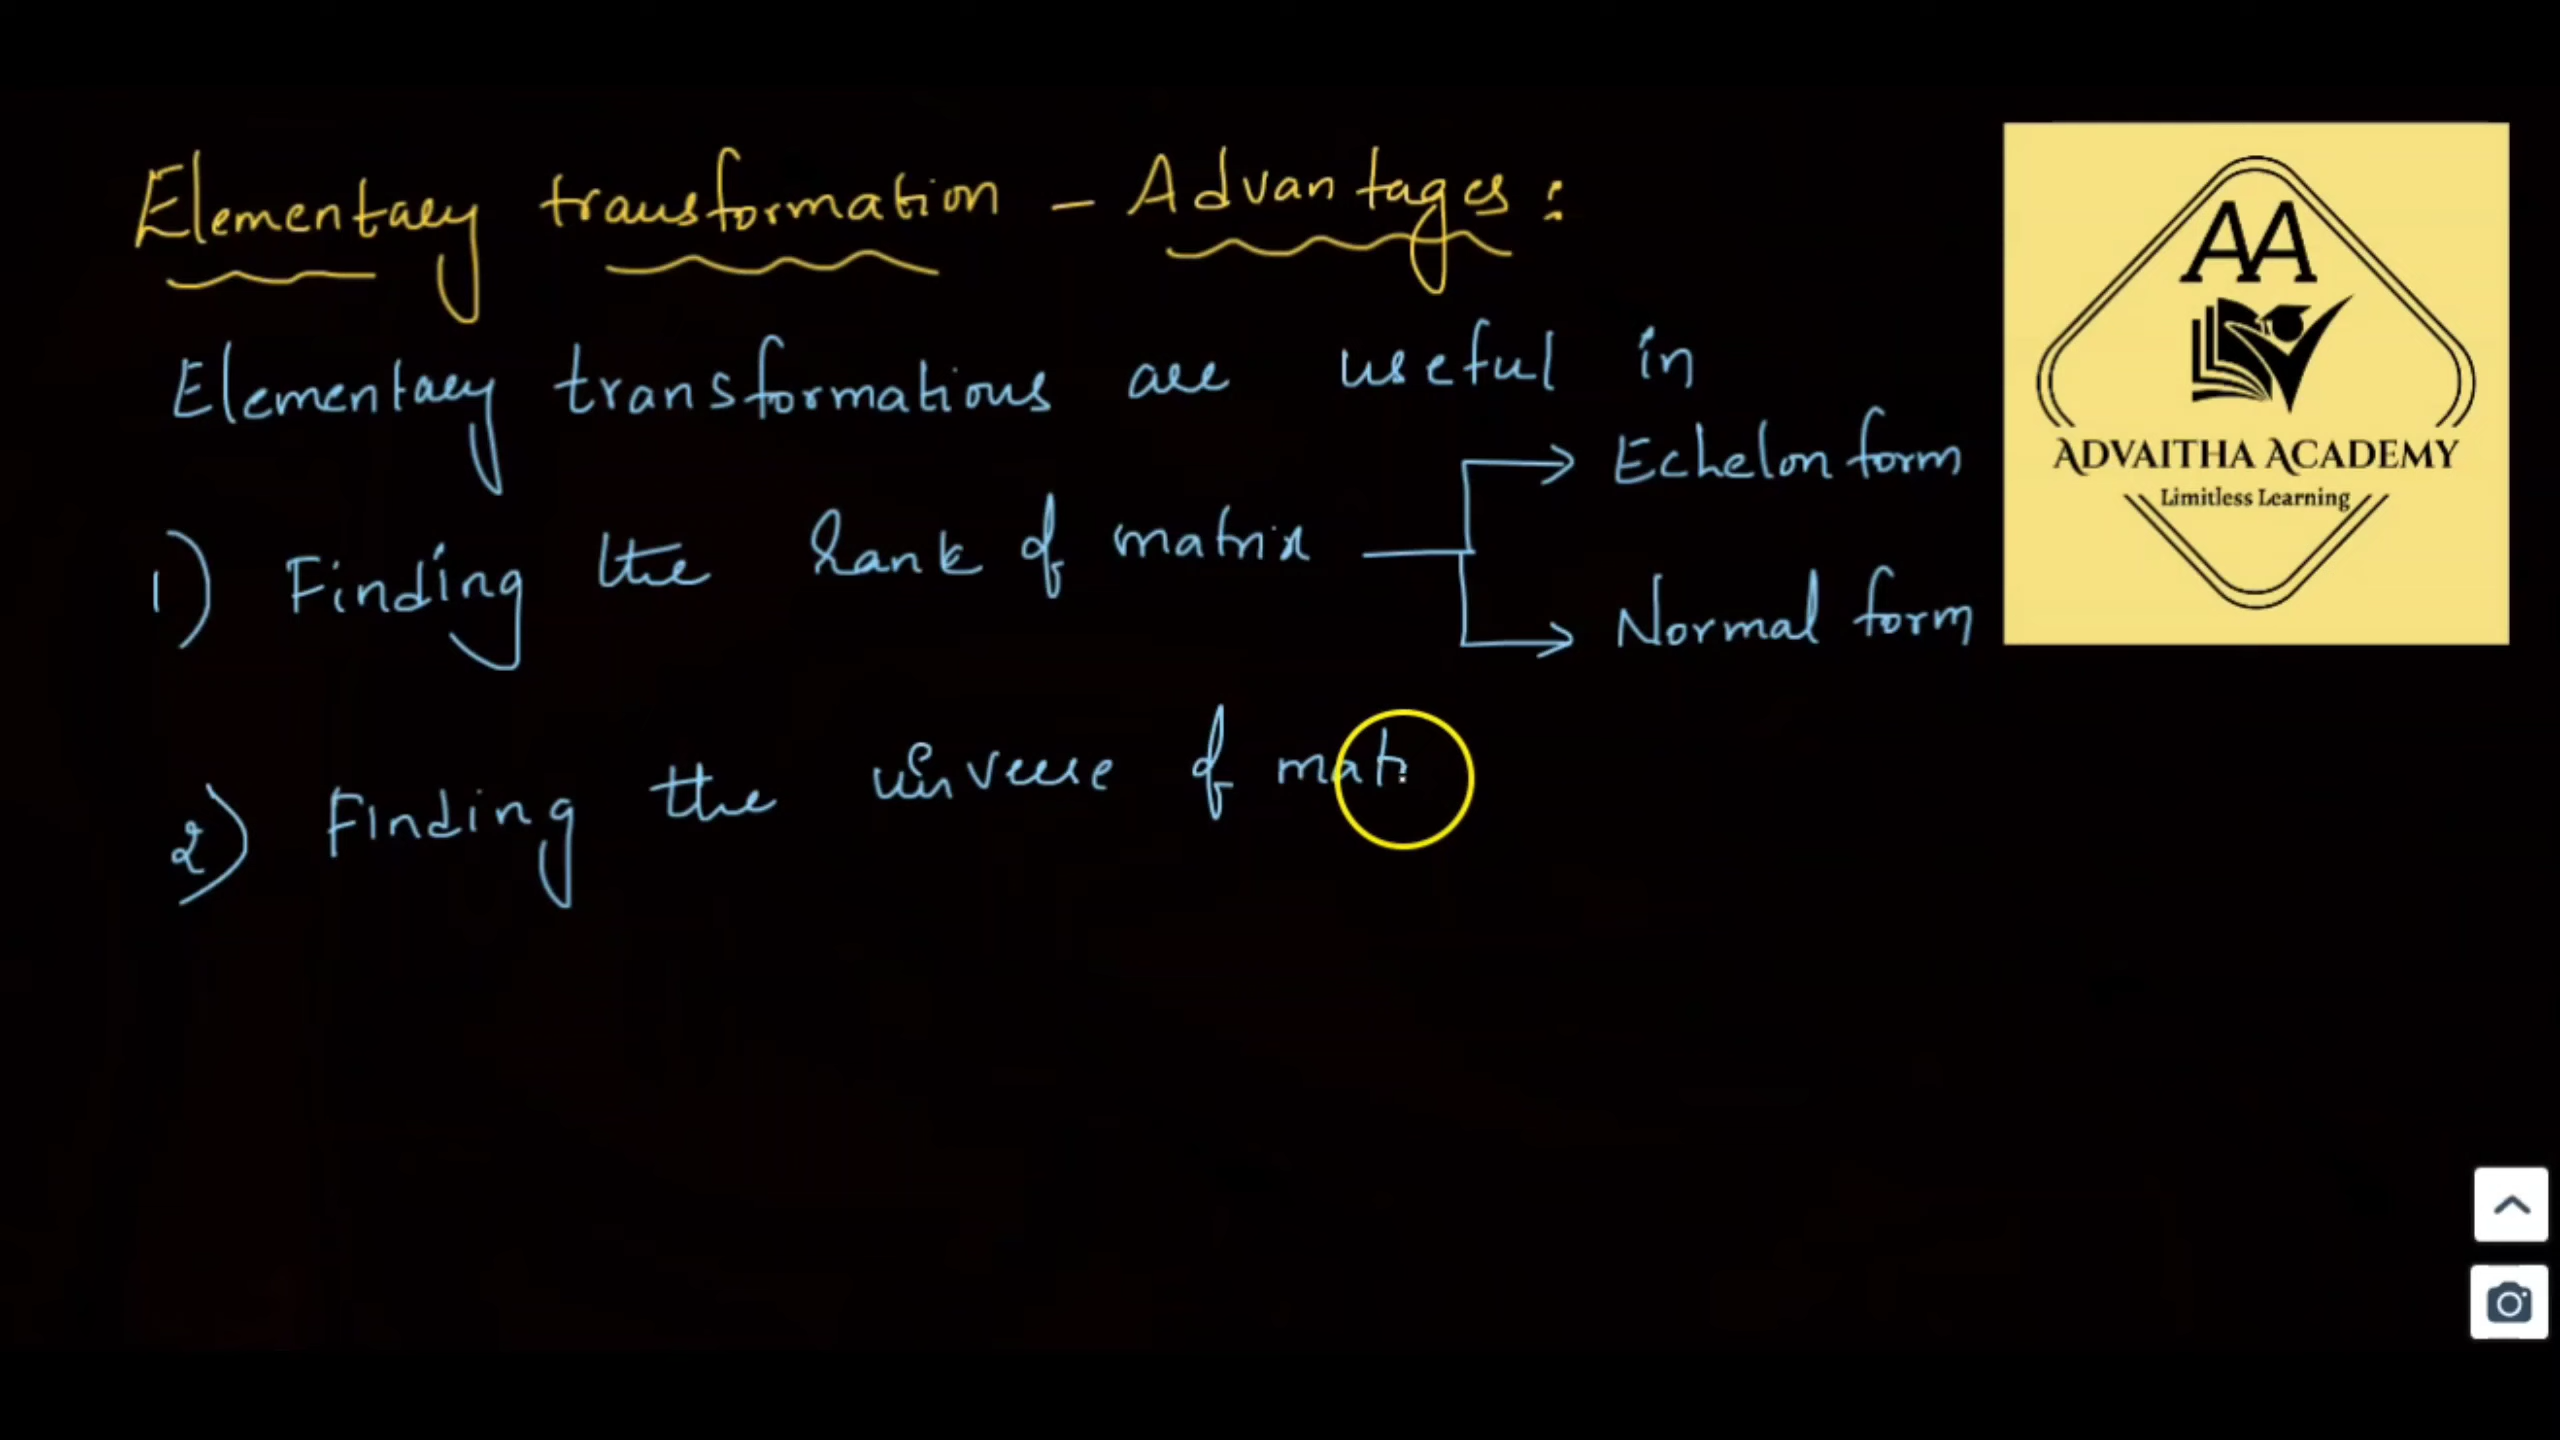 Elementary transformation - Advantages :
Elementary transformations are useful in
1) Finding the rank of matrix
Echelon form
Normal form
2) Finding the inverse of mat
AA
ADVAITHA ACADEMY
Limitless Learning